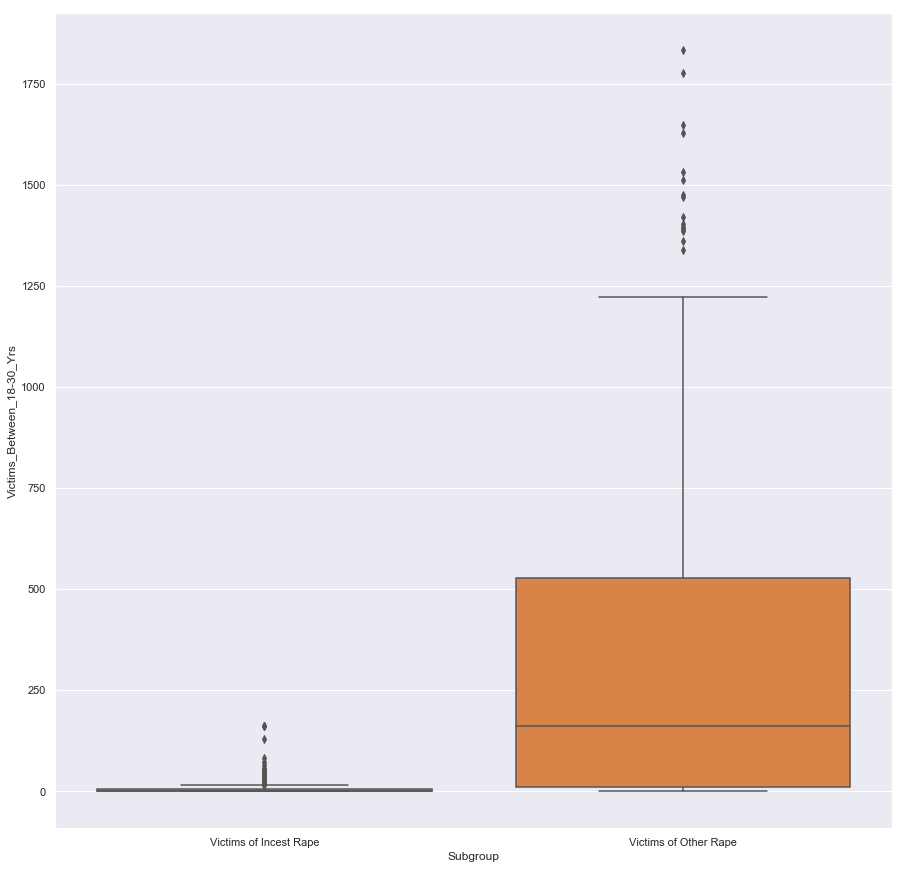 Victims_Between_18-30_Yrs
1750
1500
1250
1000
750
500
250
0
Victims of Incest Rape
Victims of Other Rape
Subgroup